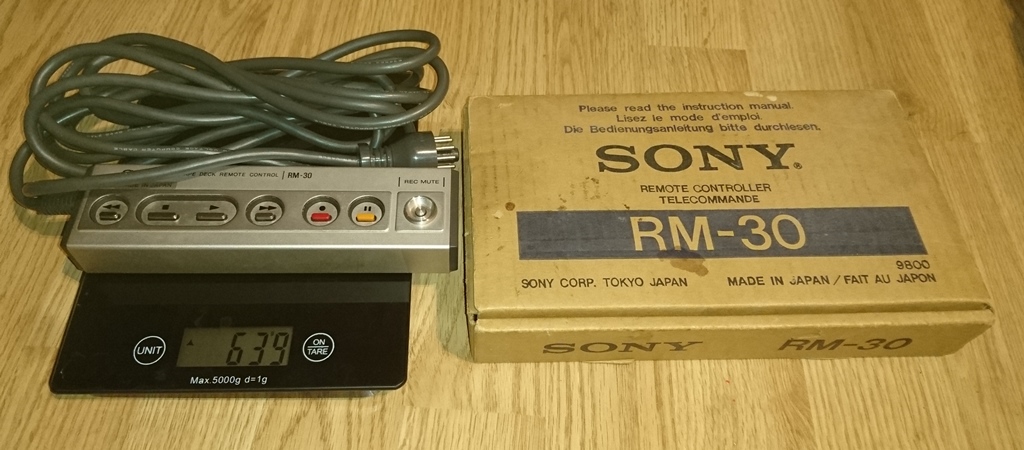 DECK REMOTE CONTROL | RM-30
REC MUTE
UNIT
639
ON
TARE
Max.5000g d=1g
Please read the instruction manual.
Lisez le mode d'emploi.
Die Bedienungsanleitung bitte durchlesen.
SONY®
REMOTE CONTROLLER
TELECOMMANDE
RM-30
9800
SONY CORP. TOKYO JAPAN
MADE IN JAPAN / FAIT AU JAPON
SONY
RM-30